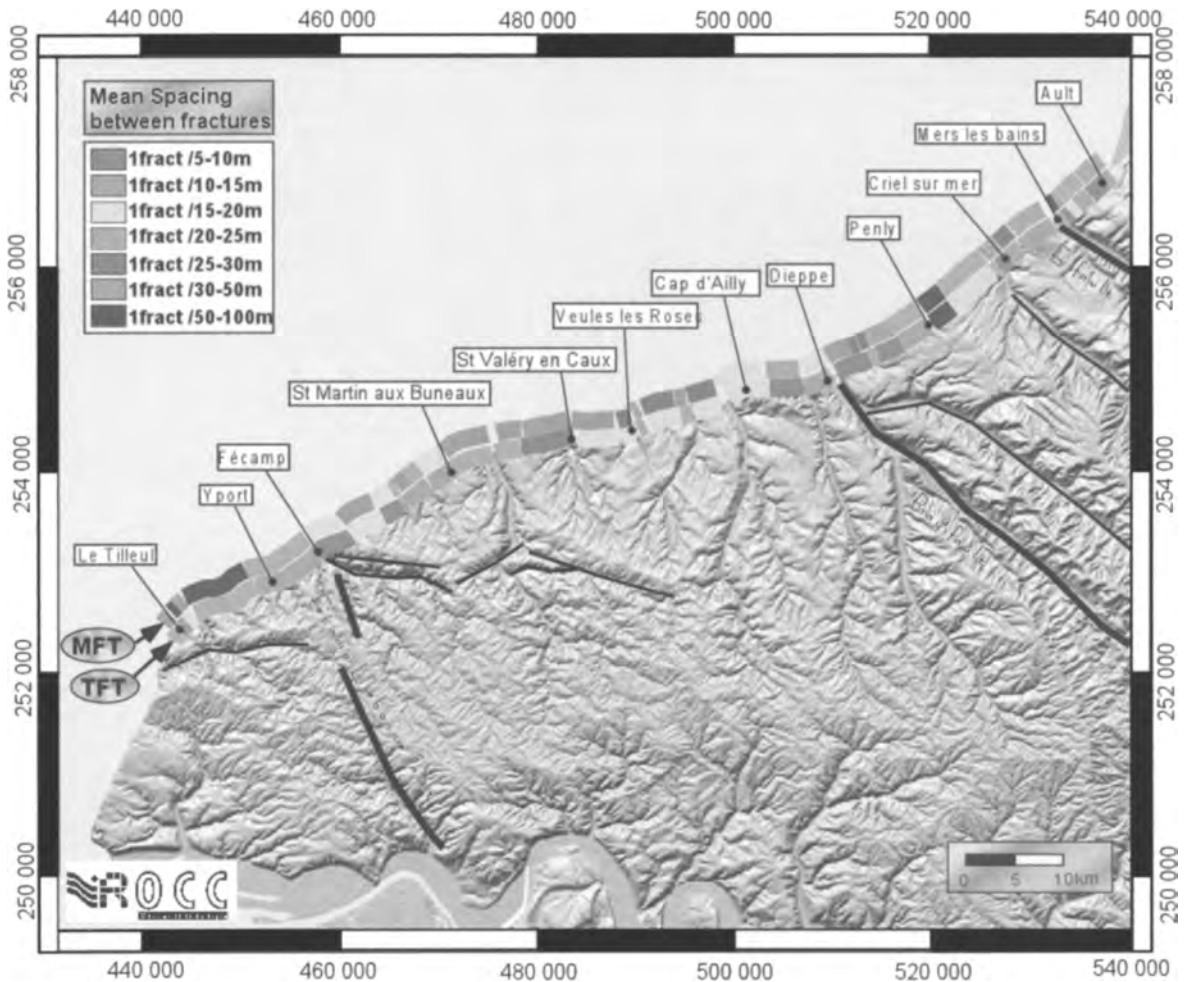 440 000 460 000 480 000 500 000 520 000 540 000
258 000
258 000
Mean Spacing
between fractures
1fract /5-10m
1fract /10-15m
1fract /15-20m
1fract /20-25m
1fract /25-30m
1fract /30-50m
1fract /50-100m
Ault
Mers les bains
Criel sur mer
Penly
256 000
256 000
Cap d'Ailly
Dieppe
Veules les Roses
St Valéry en Caux
St Martin aux Buneaux
Fécamp
254 000
254 000
Yport
Le Tilleul
MFT
TFT
252 000
252 000
ROCC
0 5 10km
250 000
250 000
440 000 460 000 480 000 500 000 520 000 540 000